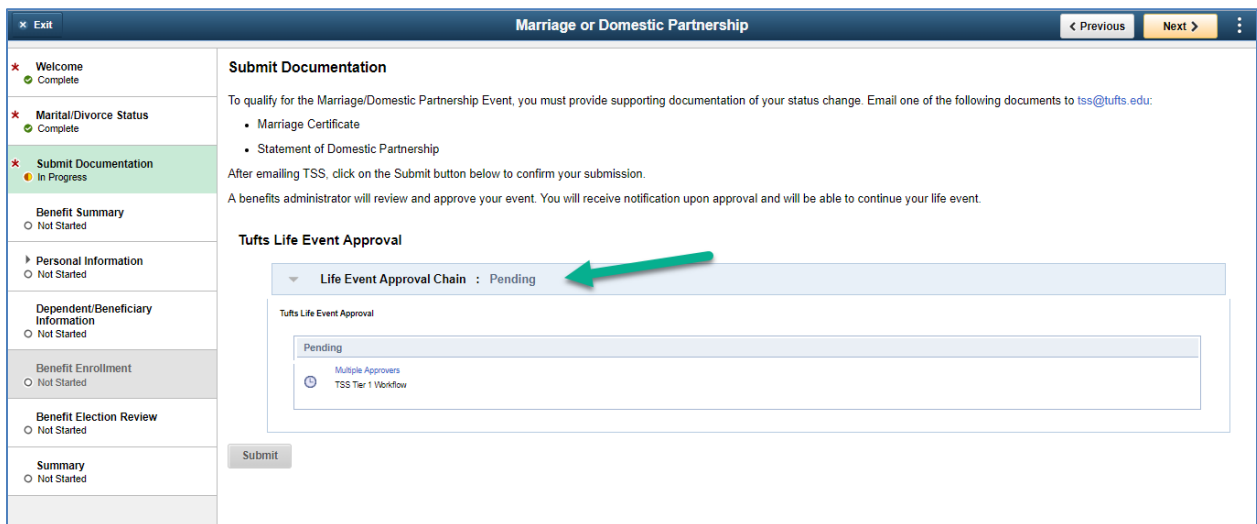 × Exit
Marriage or Domestic Partnership
< Previous
Next >
* Welcome
Complete
* Marital/Divorce Status
Complete
* Submit Documentation
In Progress
Benefit Summary
Not Started
Personal Information
Not Started
Dependent/Beneficiary
Information
Not Started
Benefit Enrollment
Not Started
Benefit Election Review
Not Started
Summary
Not Started
Submit Documentation
To qualify for the Marriage/Domestic Partnership Event, you must provide supporting documentation of your status change. Email one of the following documents to tss@tufts.edu:
• Marriage Certificate
• Statement of Domestic Partnership
After emailing TSS, click on the Submit button below to confirm your submission.
A benefits administrator will review and approve your event. You will receive notification upon approval and will be able to continue your life event.
Tufts Life Event Approval
Life Event Approval Chain : Pending
Tufts Life Event Approval
Pending
Multiple Approvers
TSS Tier 1 Workflow
Submit